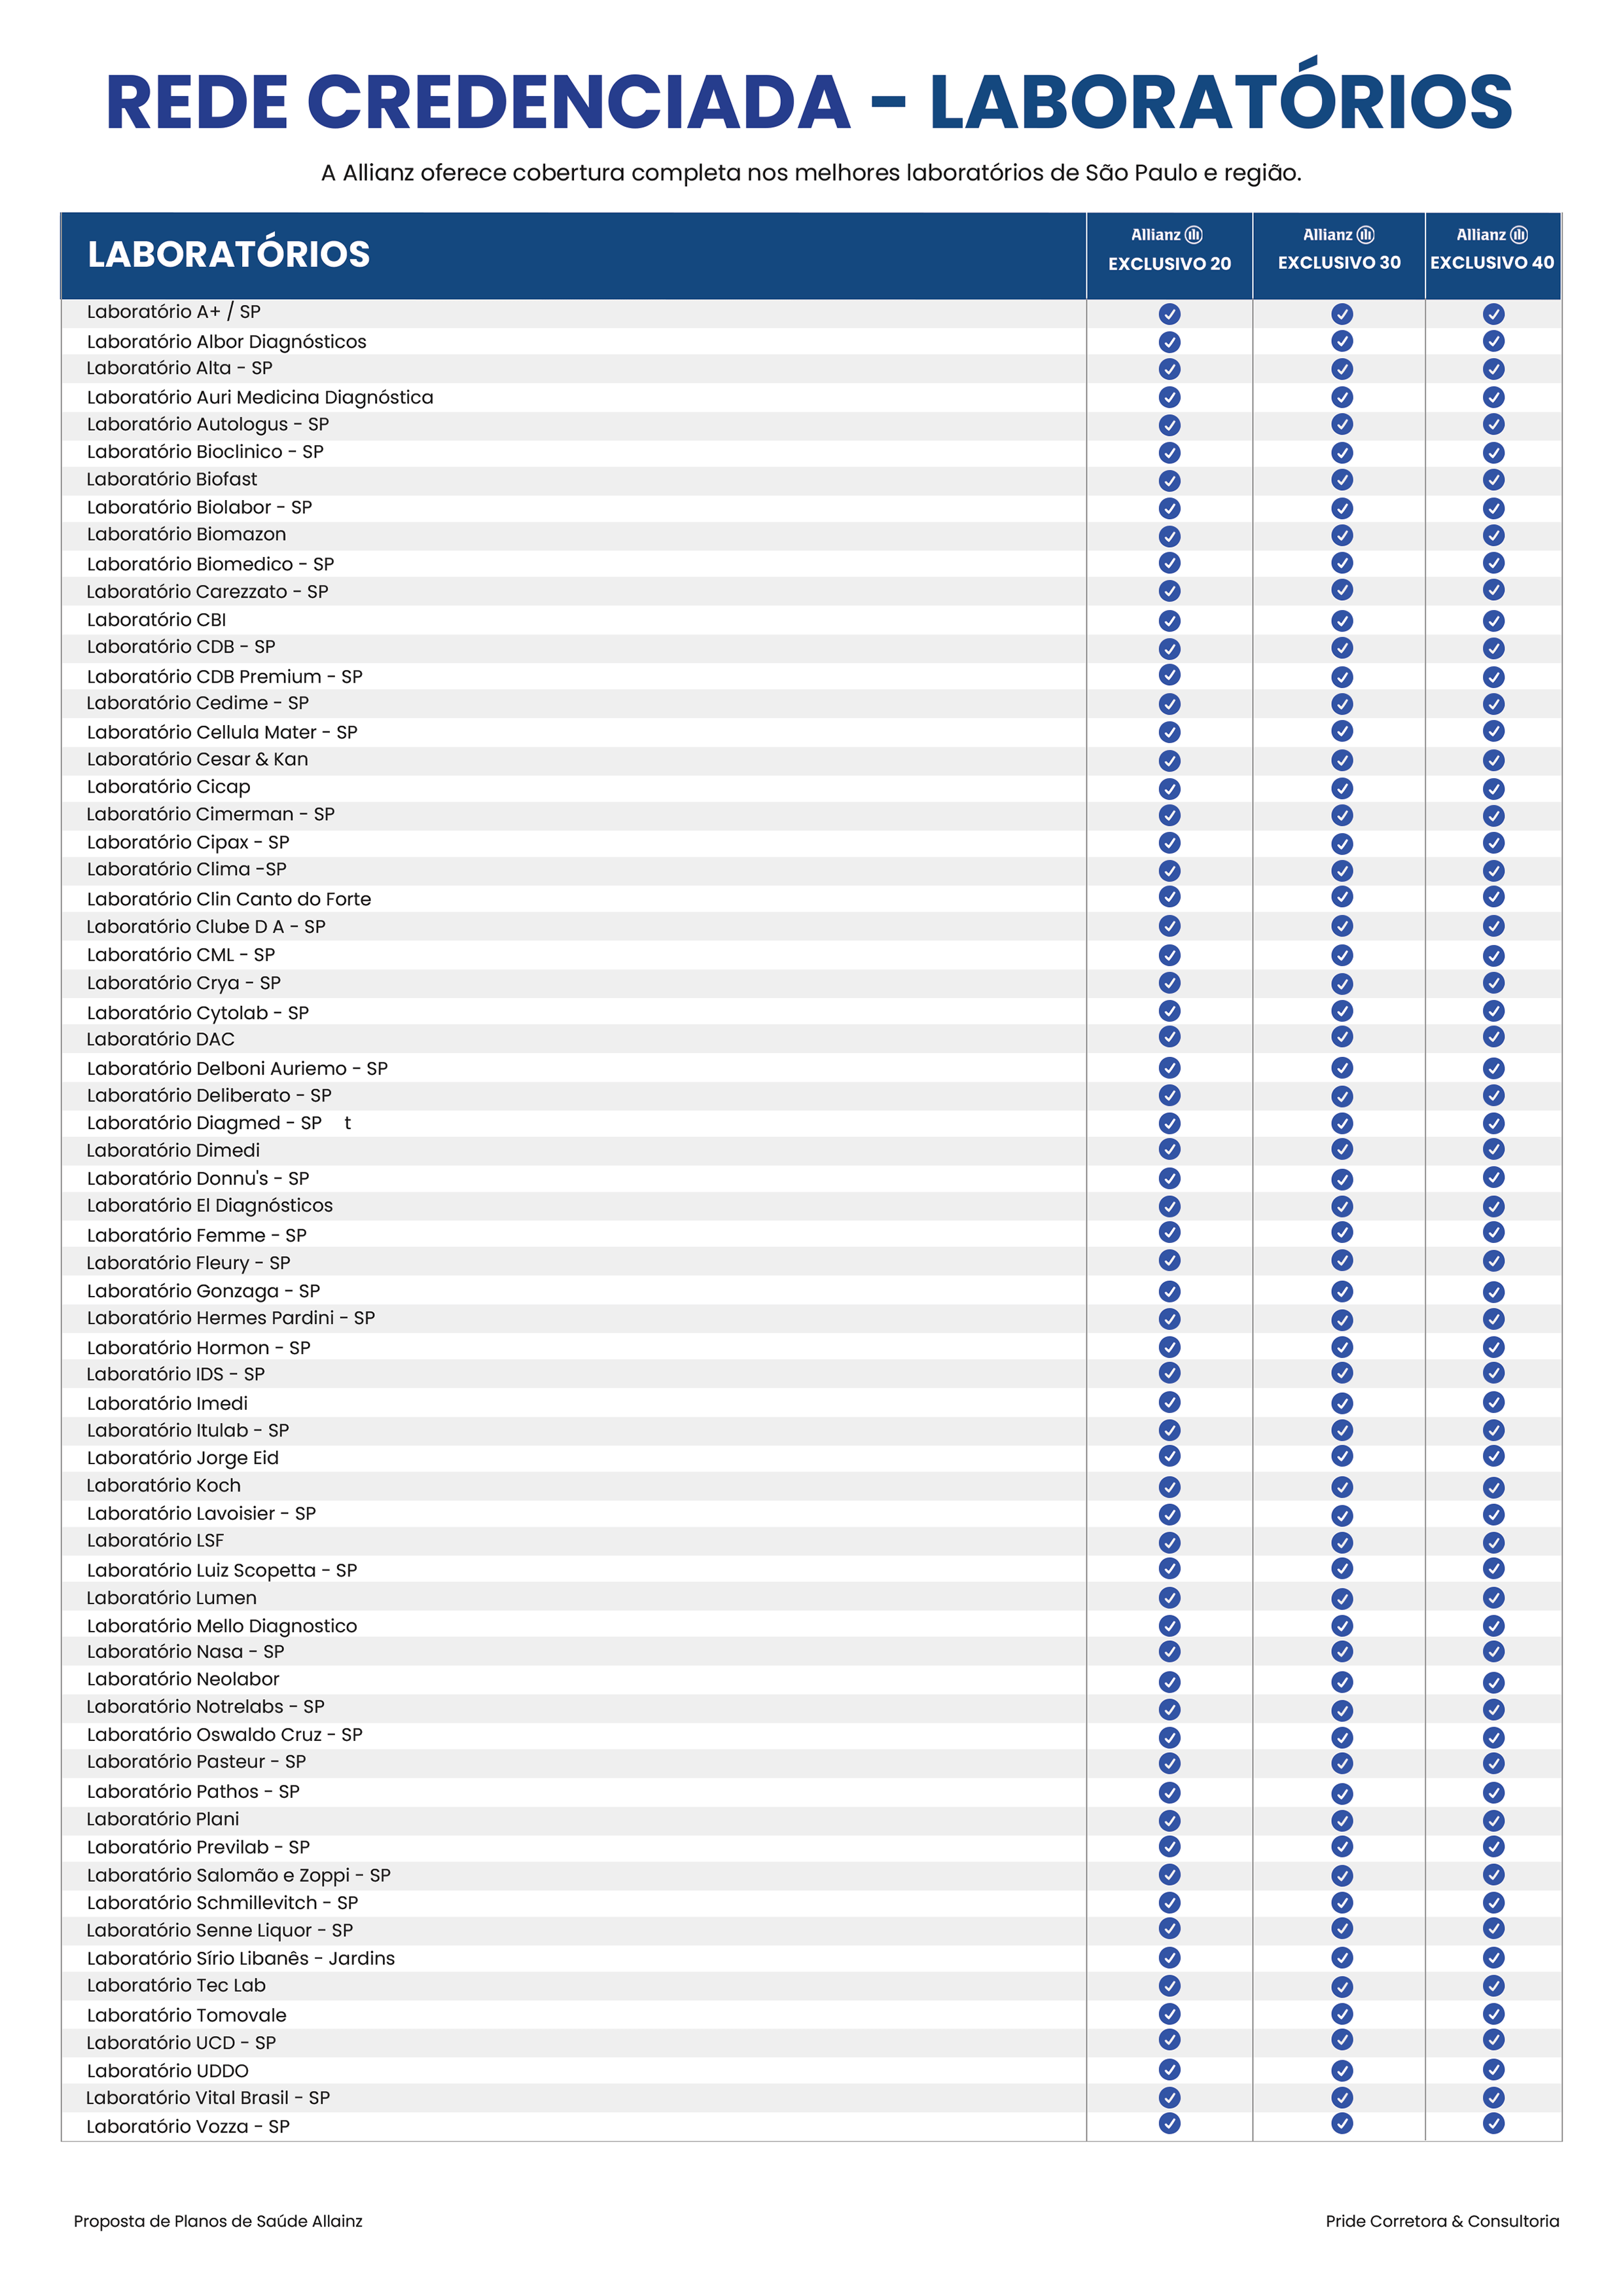 REDE CREDENCIADA - LABORATÓRIOS
A Allianz oferece cobertura completa nos melhores laboratórios de São Paulo e região.
LABORATÓRIOS
Allianz
EXCLUSIVO 20
Allianz
EXCLUSIVO 30
Allianz
EXCLUSIVO 40
Laboratório A+ / SP
Laboratório Albor Diagnósticos
Laboratório Alta - SP
Laboratório Auri Medicina Diagnóstica
Laboratório Autologus - SP
Laboratório Bioclinico - SP
Laboratório Biofast
Laboratório Biolabor - SP
Laboratório Biomazon
Laboratório Biomedico - SP
Laboratório Carezzato - SP
Laboratório CBI
Laboratório CDB - SP
Laboratório CDB Premium - SP
Laboratório Cedime - SP
Laboratório Cellula Mater - SP
Laboratório Cesar & Kan
Laboratório Cicap
Laboratório Cimerman - SP
Laboratório Cipax - SP
Laboratório Clima -SP
Laboratório Clin Canto do Forte
Laboratório Clube D A - SP
Laboratório CML - SP
Laboratório Crya - SP
Laboratório Cytolab - SP
Laboratório DAC
Laboratório Delboni Auriemo - SP
Laboratório Deliberato - SP
Laboratório Diagmed - SP t
Laboratório Dimedi
Laboratório Donnu's - SP
Laboratório El Diagnósticos
Laboratório Femme - SP
Laboratório Fleury - SP
Laboratório Gonzaga - SP
Laboratório Hermes Pardini - SP
Laboratório Hormon - SP
Laboratório IDS - SP
Laboratório Imedi
Laboratório Itulab - SP
Laboratório Jorge Eid
Laboratório Koch
Laboratório Lavoisier - SP
Laboratório LSF
Laboratório Luiz Scopetta - SP
Laboratório Lumen
Laboratório Mello Diagnostico
Laboratório Nasa - SP
Laboratório Neolabor
Laboratório Notrelabs - SP
Laboratório Oswaldo Cruz - SP
Laboratório Pasteur - SP
Laboratório Pathos - SP
Laboratório Plani
Laboratório Previlab - SP
Laboratório Salomão e Zoppi - SP
Laboratório Schmillevitch - SP
Laboratório Senne Liquor - SP
Laboratório Sírio Libanês - Jardins
Laboratório Tec Lab
Laboratório Tomovale
Laboratório UCD - SP
Laboratório UDDO
Laboratório Vital Brasil - SP
Laboratório Vozza - SP
Proposta de Planos de Saúde Allainz
Pride Corretora & Consultoria